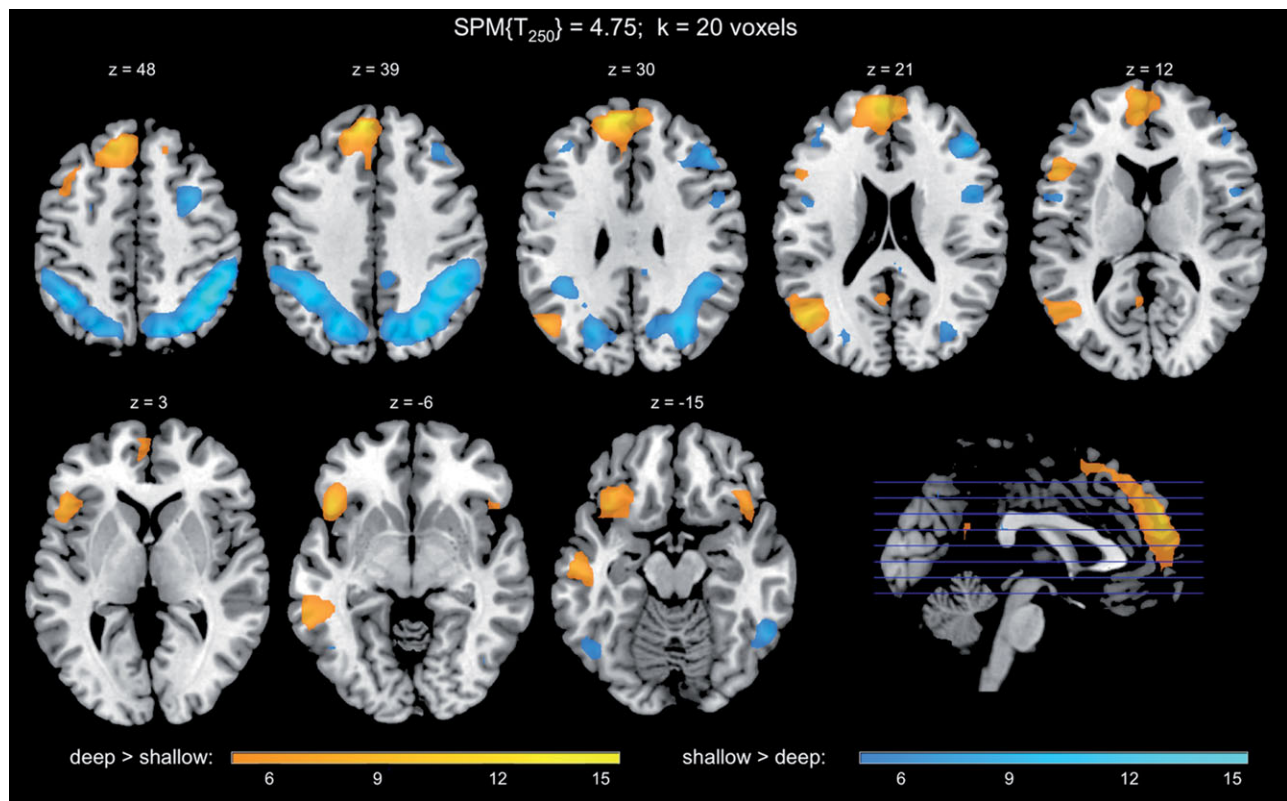 SPM{T₂₅₀} = 4.75; k = 20 voxels
z = 48
z = 39
z = 30
z = 21
z = 12
z = 3
z = -6
z = -15
deep > shallow:
6 9 12 15
shallow > deep:
6 9 12 15